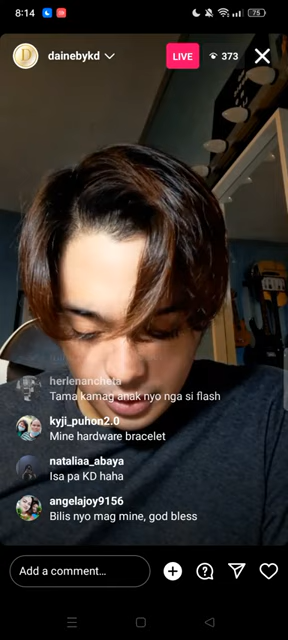 8:14
75
dainebykd
LIVE
373
herlenancheta
Tama kamag anak nyo nga si flash
kyji_puhon2.0
Mine hardware bracelet
nataliaa_abaya
Isa pa KD haha
angelajoy9156
Bilis nyo mag mine, god bless
Add a comment...